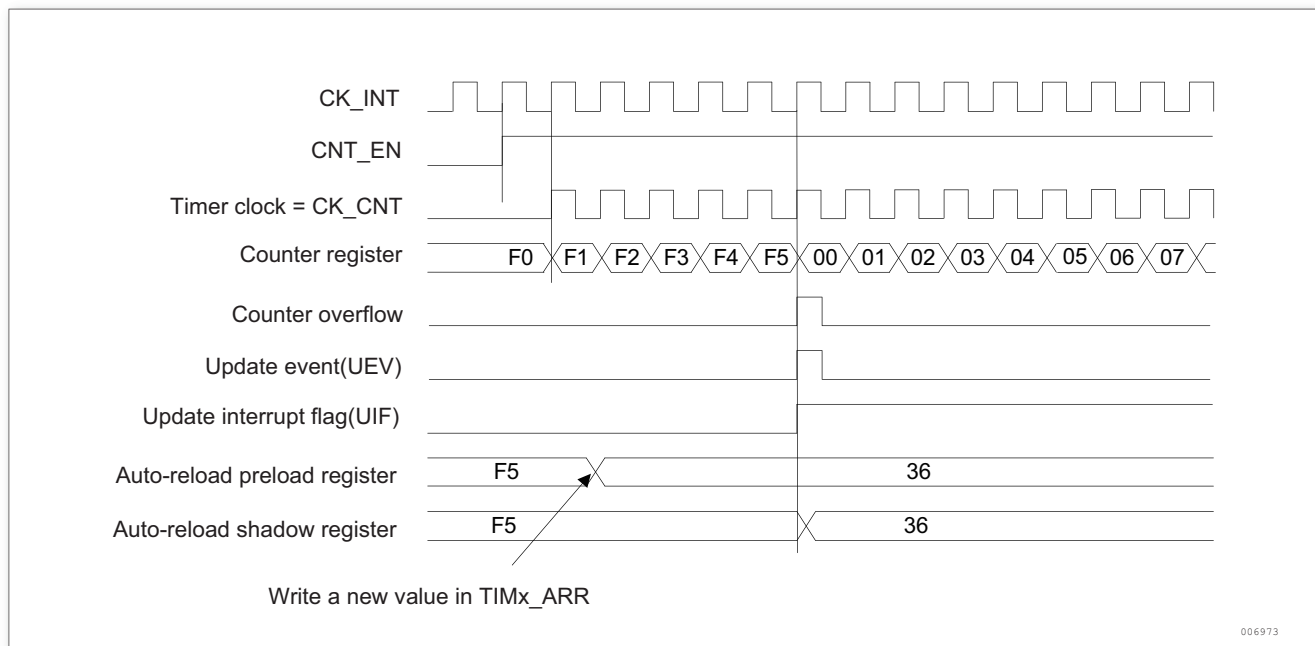 CK_INT
CNT_EN
Timer clock = CK_CNT
Counter register F0 F1 F2 F3 F4 F5 00 01 02 03 04 05 06 07
Counter overflow
Update event(UEV)
Update interrupt flag(UIF)
Auto-reload preload register F5 36
Auto-reload shadow register F5 36
Write a new value in TIMx_ARR
006973